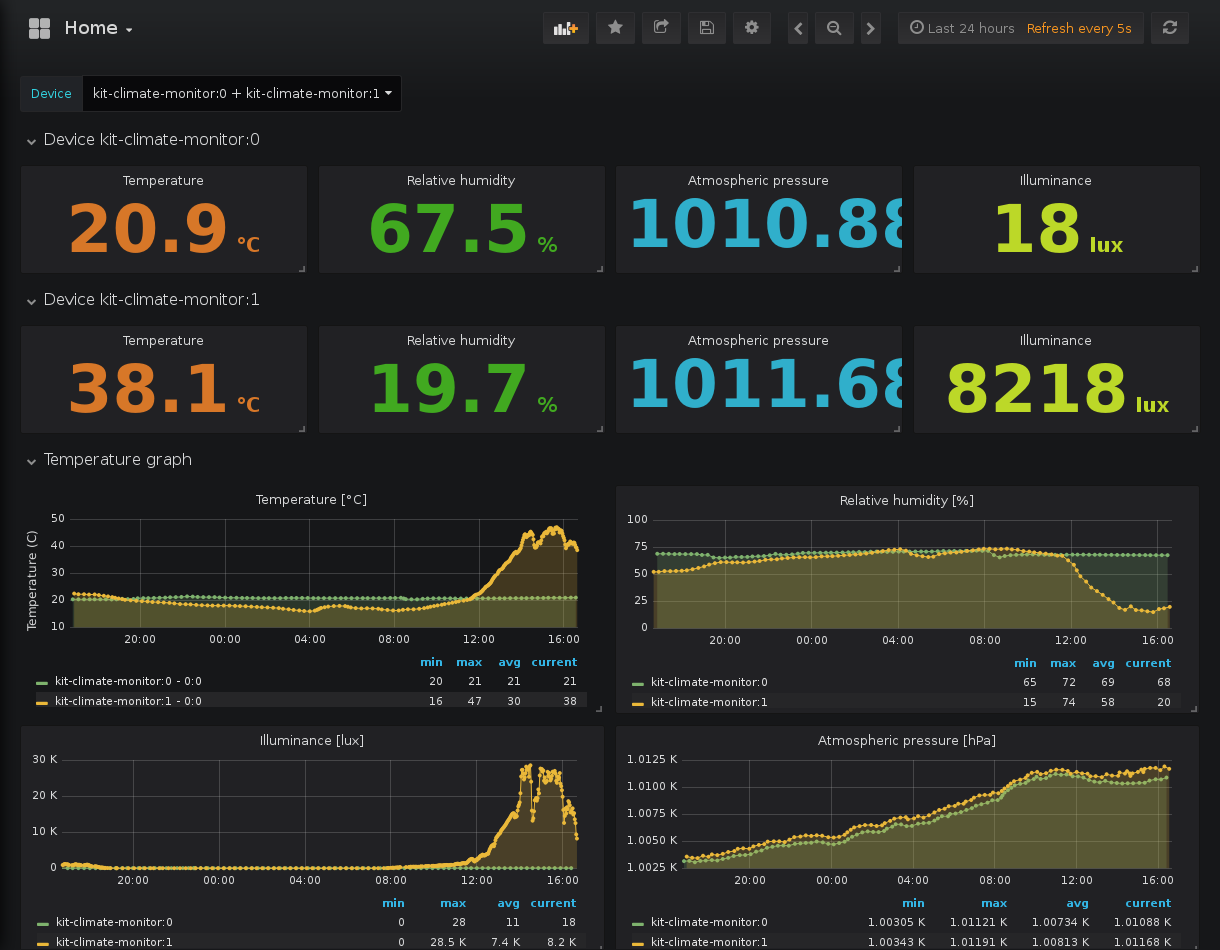 Home
Last 24 hours Refresh every 5s
Device kit-climate-monitor:0 + kit-climate-monitor:1
Device kit-climate-monitor:0
Temperature Relative humidity Atmospheric pressure Illuminance
20.9 °C 67.5 % 1010.88 18 lux
Device kit-climate-monitor:1
Temperature Relative humidity Atmospheric pressure Illuminance
38.1 °C 19.7 % 1011.68 8218 lux
Temperature graph
Temperature [°C]
Temperature (C)
50
40
30
20
10
20:00 00:00 04:00 08:00 12:00 16:00
min max avg current
kit-climate-monitor:0 - 0:0 20 21 21 21
kit-climate-monitor:1 - 0:0 16 47 30 38
Relative humidity [%]
100
75
50
25
0
20:00 00:00 04:00 08:00 12:00 16:00
min max avg current
kit-climate-monitor:0 65 72 69 68
kit-climate-monitor:1 15 74 58 20
Illuminance [lux]
30 K
20 K
10 K
0
20:00 00:00 04:00 08:00 12:00 16:00
min max avg current
kit-climate-monitor:0 0 28 11 18
kit-climate-monitor:1 0 28.5 K 7.4 K 8.2 K
Atmospheric pressure [hPa]
1.0125 K
1.0100 K
1.0075 K
1.0050 K
1.0025 K
20:00 00:00 04:00 08:00 12:00 16:00
min max avg current
kit-climate-monitor:0 1.00305 K 1.01121 K 1.00734 K 1.01088 K
kit-climate-monitor:1 1.00343 K 1.01191 K 1.00813 K 1.01168 K